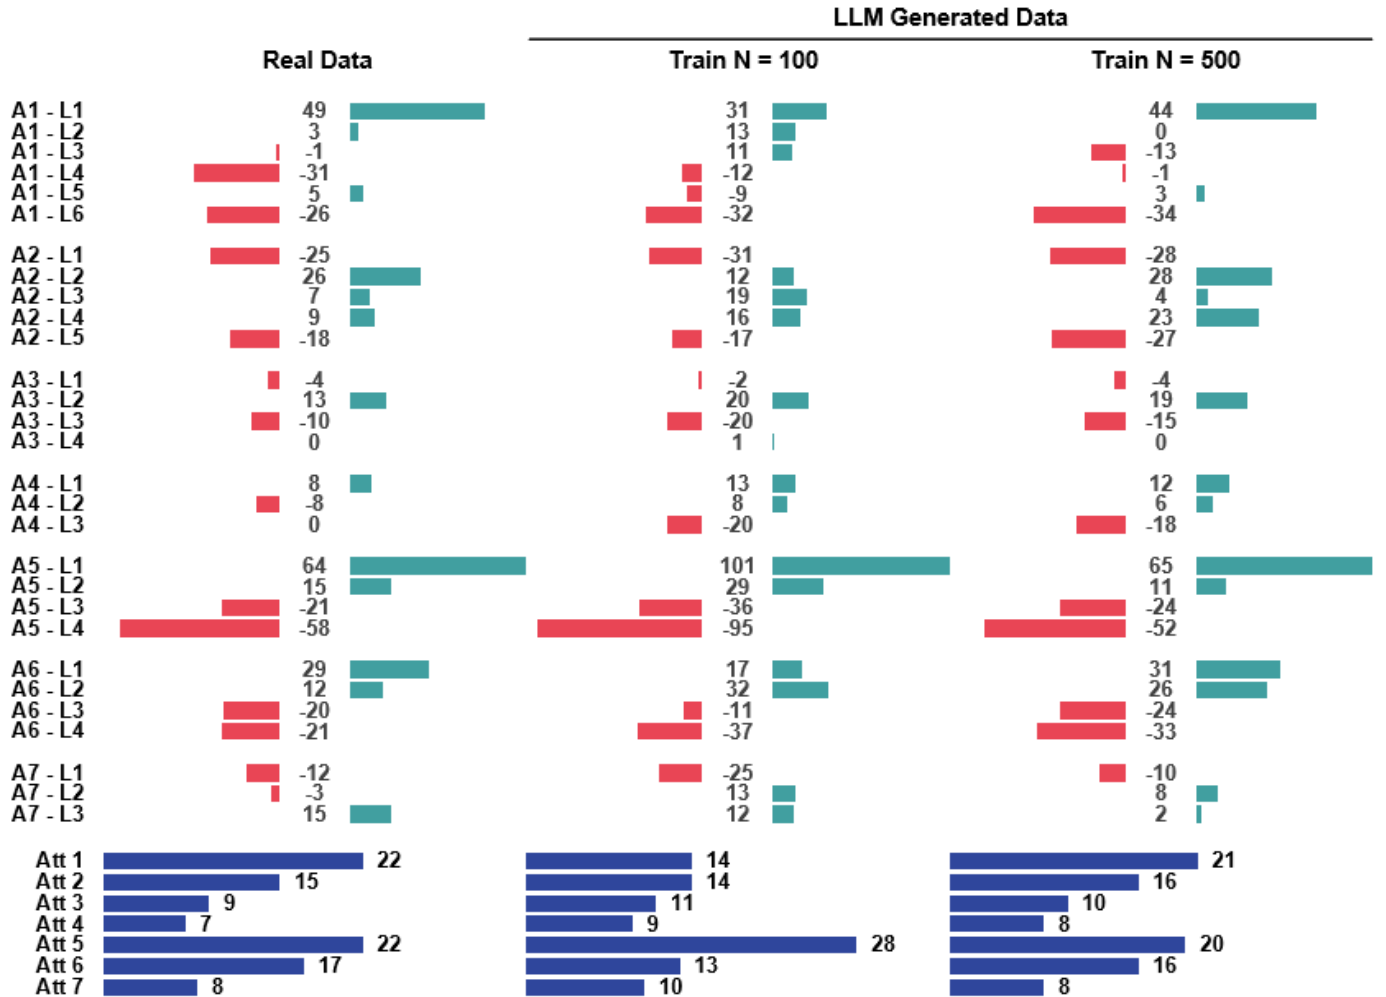 LLM Generated Data
Real Data Train N = 100 Train N = 500
A1 - L1 49 31 44
A1 - L2 3 13 0
A1 - L3 -1 11 -13
A1 - L4 -31 -12 -1
A1 - L5 5 -9 3
A1 - L6 -26 -32 -34
A2 - L1 -25 -31 -28
A2 - L2 26 12 28
A2 - L3 7 19 4
A2 - L4 9 16 23
A2 - L5 -18 -17 -27
A3 - L1 -4 -2 -4
A3 - L2 13 20 19
A3 - L3 -10 -20 -15
A3 - L4 0 1 0
A4 - L1 8 13 12
A4 - L2 -8 8 6
A4 - L3 0 -20 -18
A5 - L1 64 101 65
A5 - L2 15 29 11
A5 - L3 -21 -36 -24
A5 - L4 -58 -95 -52
A6 - L1 29 17 31
A6 - L2 12 32 26
A6 - L3 -20 -11 -24
A6 - L4 -21 -37 -33
A7 - L1 -12 -25 -10
A7 - L2 -3 13 8
A7 - L3 15 12 2
Att 1 22 14 21
Att 2 15 14 16
Att 3 9 11 10
Att 4 7 9 8
Att 5 22 28 20
Att 6 17 13 16
Att 7 8 10 8